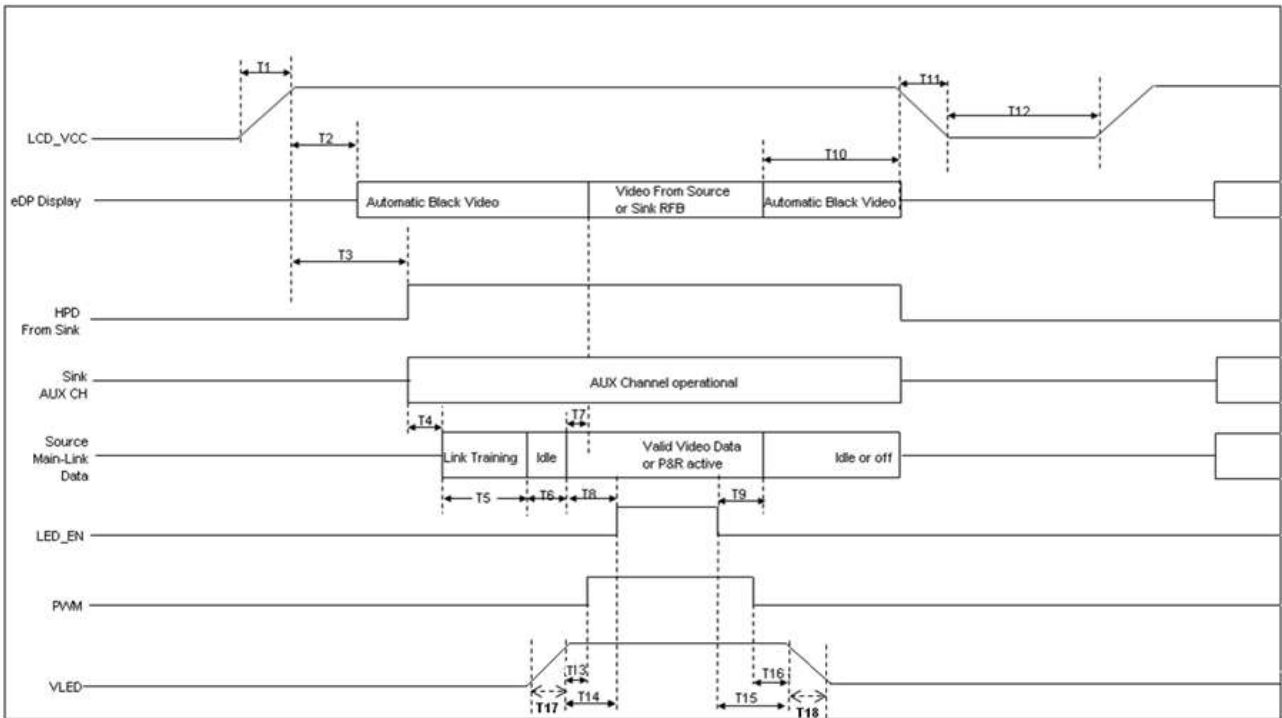 T1
T11
T12
LCD_VCC
T2
T10
eDP Display
Automatic Black Video
Video From Source
or Sink RFB
Automatic Black Video
T3
HPD
From Sink
Sink
AUX CH
AUX Channel operational
T4
T7
Source
Main-Link
Data
Link Training
Idle
Valid Video Data
or P&R active
Idle or off
T5
T6
T8
T9
LED_EN
PWM
VLED
T13
T16
T14
T15
T17
T18